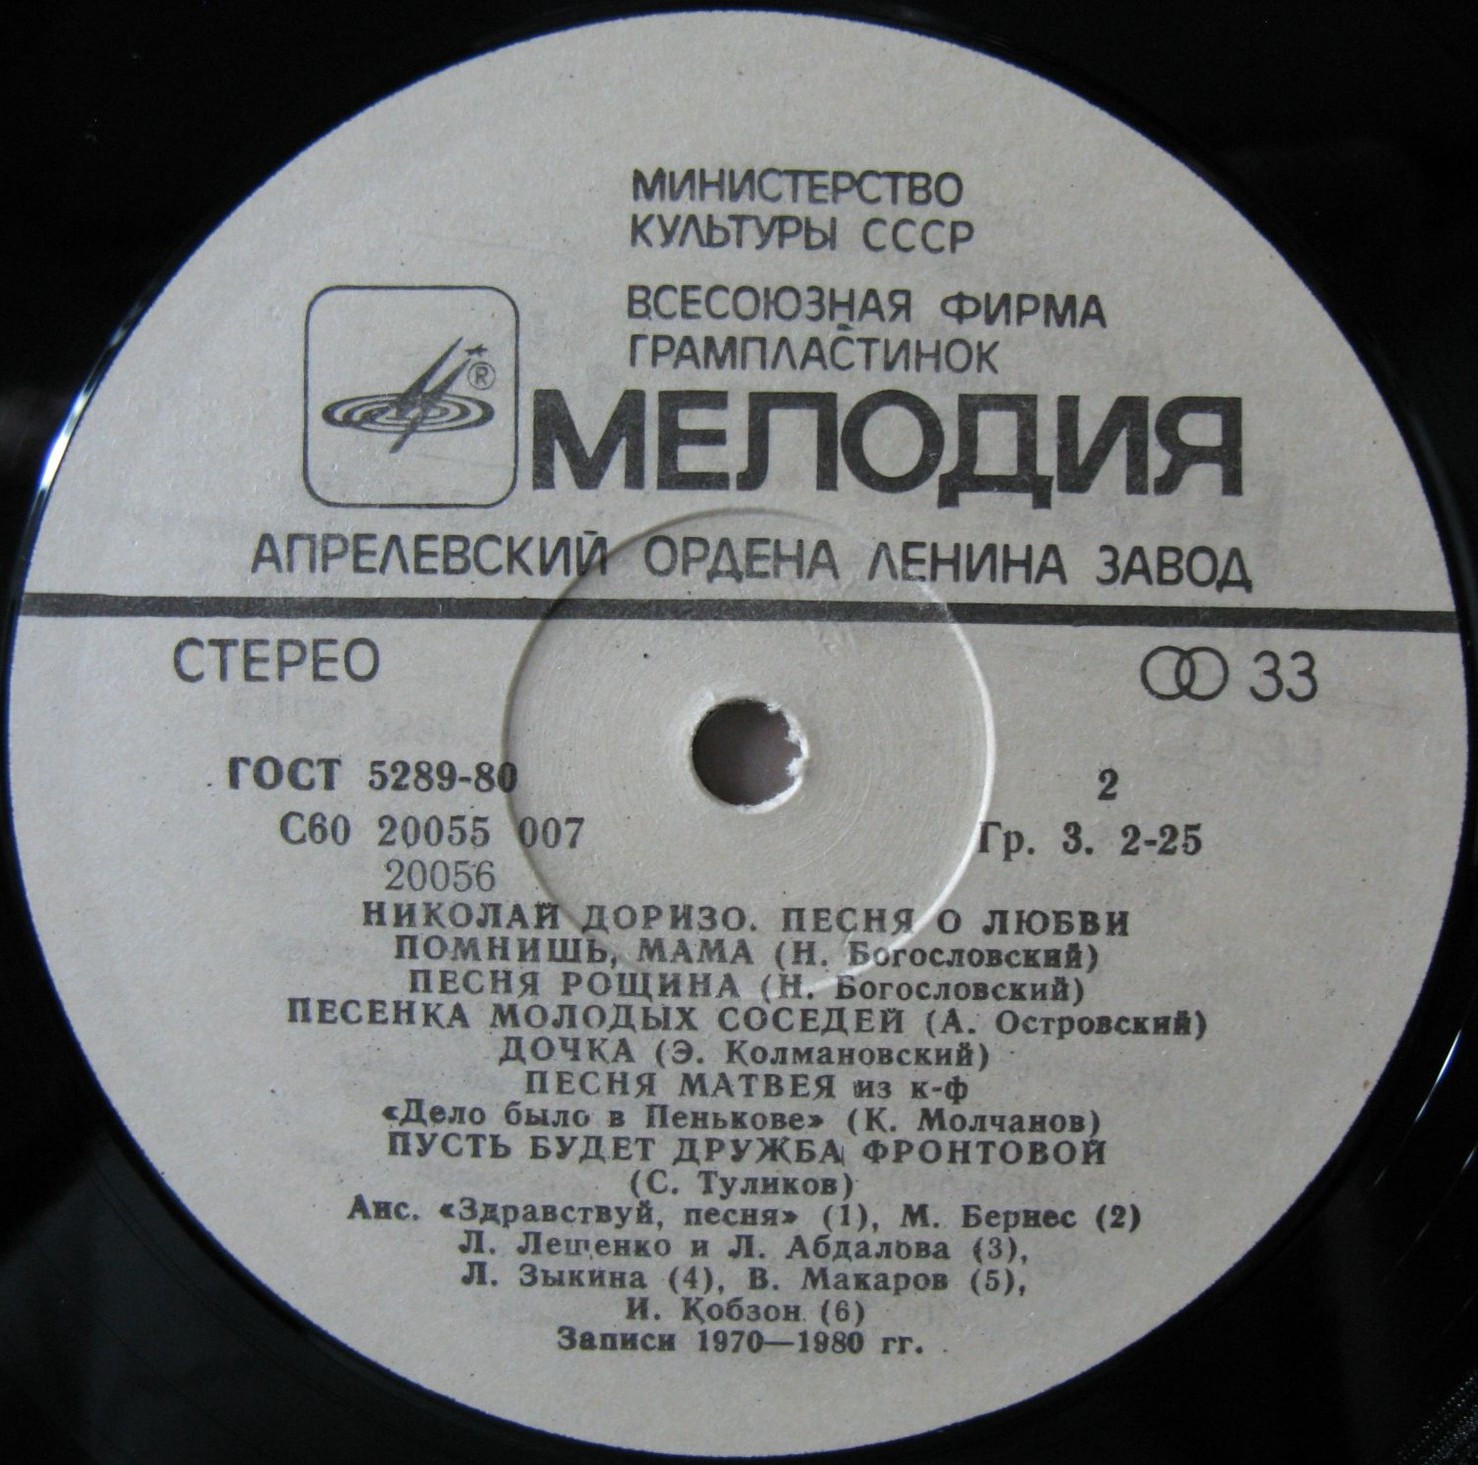 МИНИСТЕРСТВО
КУЛЬТУРЫ СССР
ВСЕСОЮЗНАЯ ФИРМА
ГРАМПЛАСТИНОК
®
МЕЛОДИЯ
АПРЕЛЕВСКИЙ ОРДЕНА ЛЕНИНА ЗАВОД
СТЕРЕО 33
ГОСТ 5289-80 2
С60 20055 007 Гр. 3. 2-25
20056
НИКОЛАЙ ДОРИЗО. ПЕСНЯ О ЛЮБВИ
ПОМНИШЬ, МАМА (Н. Богословский)
ПЕСНЯ РОЩИНА (Н. Богословский)
ПЕСЕНКА МОЛОДЫХ СОСЕДЕЙ (А. Островский)
ДОЧКА (Э. Колмановский)
ПЕСНЯ МАТВЕЯ из к-ф
«Дело было в Пенькове» (К. Молчанов)
ПУСТЬ БУДЕТ ДРУЖБА ФРОНТОВОЙ
(С. Туликов)
Анс. «Здравствуй, песня» (1), М. Бернес (2)
Л. Лещенко и Л. Абдалова (3),
Л. Зыкина (4), В. Макаров (5),
И. Кобзон (6)
Записи 1970—1980 гг.